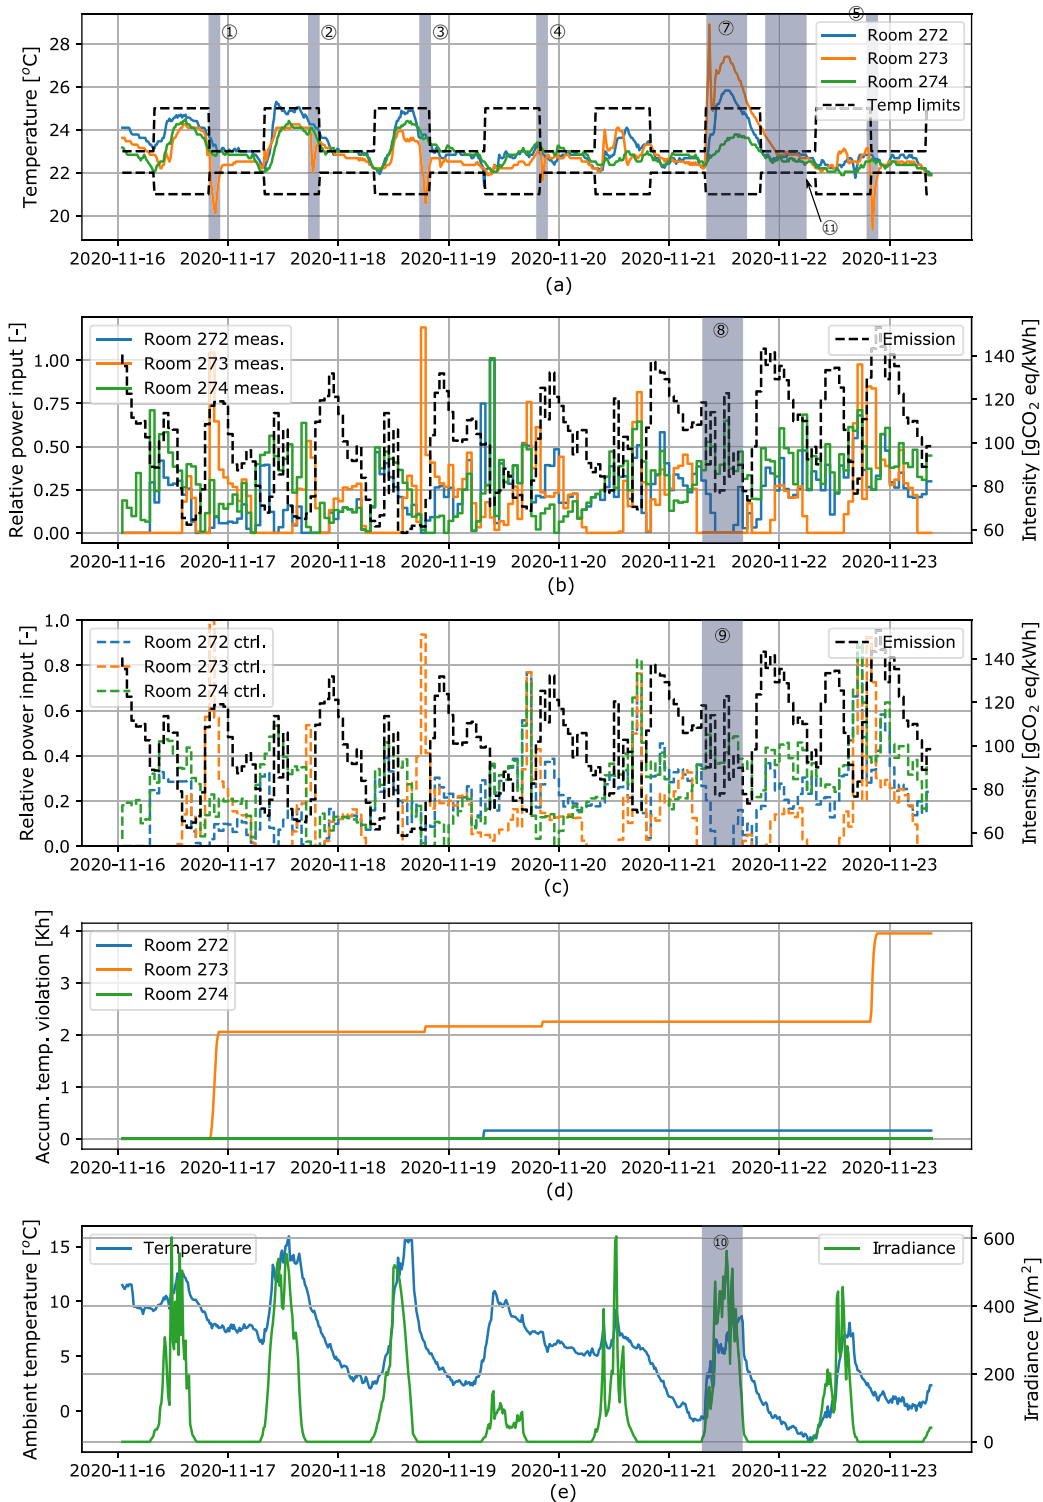 ① ② ③ ④ ⑦ ⑤
Room 272
Room 273
Room 274
Temp limits
⑪
Temperature [°C]
28
26
24
22
20
2020-11-16 2020-11-17 2020-11-18 2020-11-19 2020-11-20 2020-11-21 2020-11-22 2020-11-23
(a)
Room 272 meas.
Room 273 meas.
Room 274 meas.
⑧
Emission
Relative power input [-]
1.00
0.75
0.50
0.25
0.00
Intensity [gCO2 eq/kWh]
140
120
100
80
60
2020-11-16 2020-11-17 2020-11-18 2020-11-19 2020-11-20 2020-11-21 2020-11-22 2020-11-23
(b)
Room 272 ctrl.
Room 273 ctrl.
Room 274 ctrl.
⑨
Emission
Relative power input [-]
1.0
0.8
0.6
0.4
0.2
0.0
Intensity [gCO2 eq/kWh]
140
120
100
80
60
2020-11-16 2020-11-17 2020-11-18 2020-11-19 2020-11-20 2020-11-21 2020-11-22 2020-11-23
(c)
Room 272
Room 273
Room 274
Accum. temp. violation [Kh]
4
3
2
1
0
2020-11-16 2020-11-17 2020-11-18 2020-11-19 2020-11-20 2020-11-21 2020-11-22 2020-11-23
(d)
Temperature
⑩
Irradiance
Ambient temperature [°C]
15
10
5
0
Irradiance [W/m²]
600
400
200
0
2020-11-16 2020-11-17 2020-11-18 2020-11-19 2020-11-20 2020-11-21 2020-11-22 2020-11-23
(e)